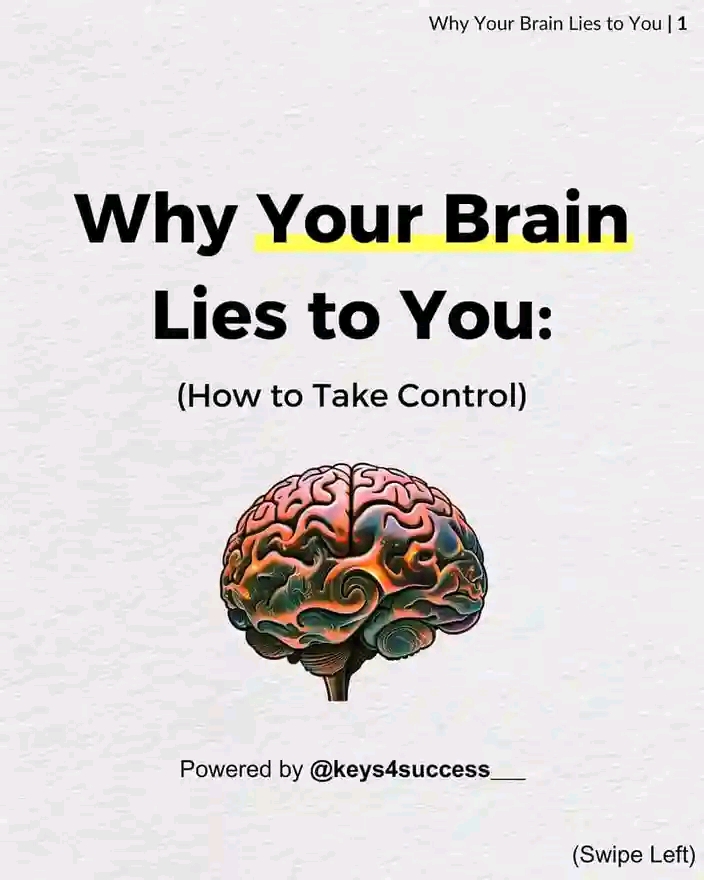 Why Your Brain Lies to You | 1
Why Your Brain
Lies to You:
(How to Take Control)
Powered by @keys4success___
(Swipe Left)